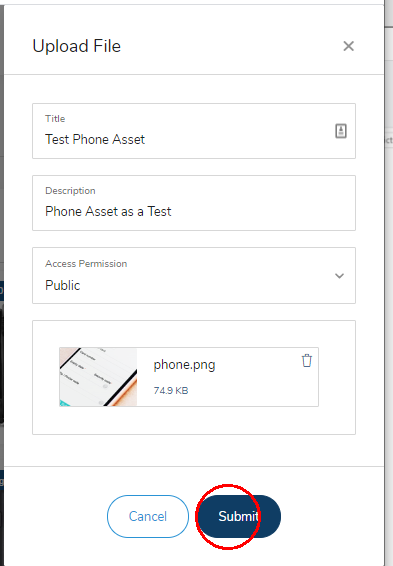 Upload File
Title
Test Phone Asset
Description
Phone Asset as a Test
Access Permission
Public
phone.png
74.9 KB
Cancel
Submit